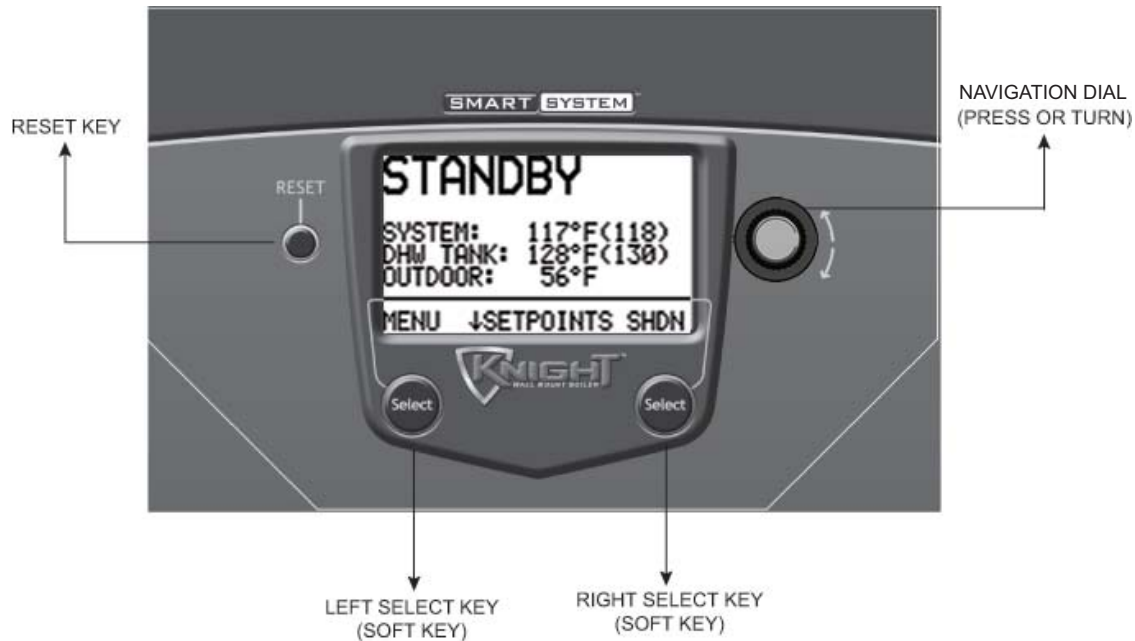 SMART SYSTEM
RESET KEY
NAVIGATION DIAL
(PRESS OR TURN)
RESET
STANDBY
SYSTEM: 117°F(118)
DHW TANK: 128°F(130)
OUTDOOR: 56°F
MENU ↓SETPOINTS SHDN
KNIGHT
WALL MOUNT BOILER
Select
Select
LEFT SELECT KEY
(SOFT KEY)
RIGHT SELECT KEY
(SOFT KEY)